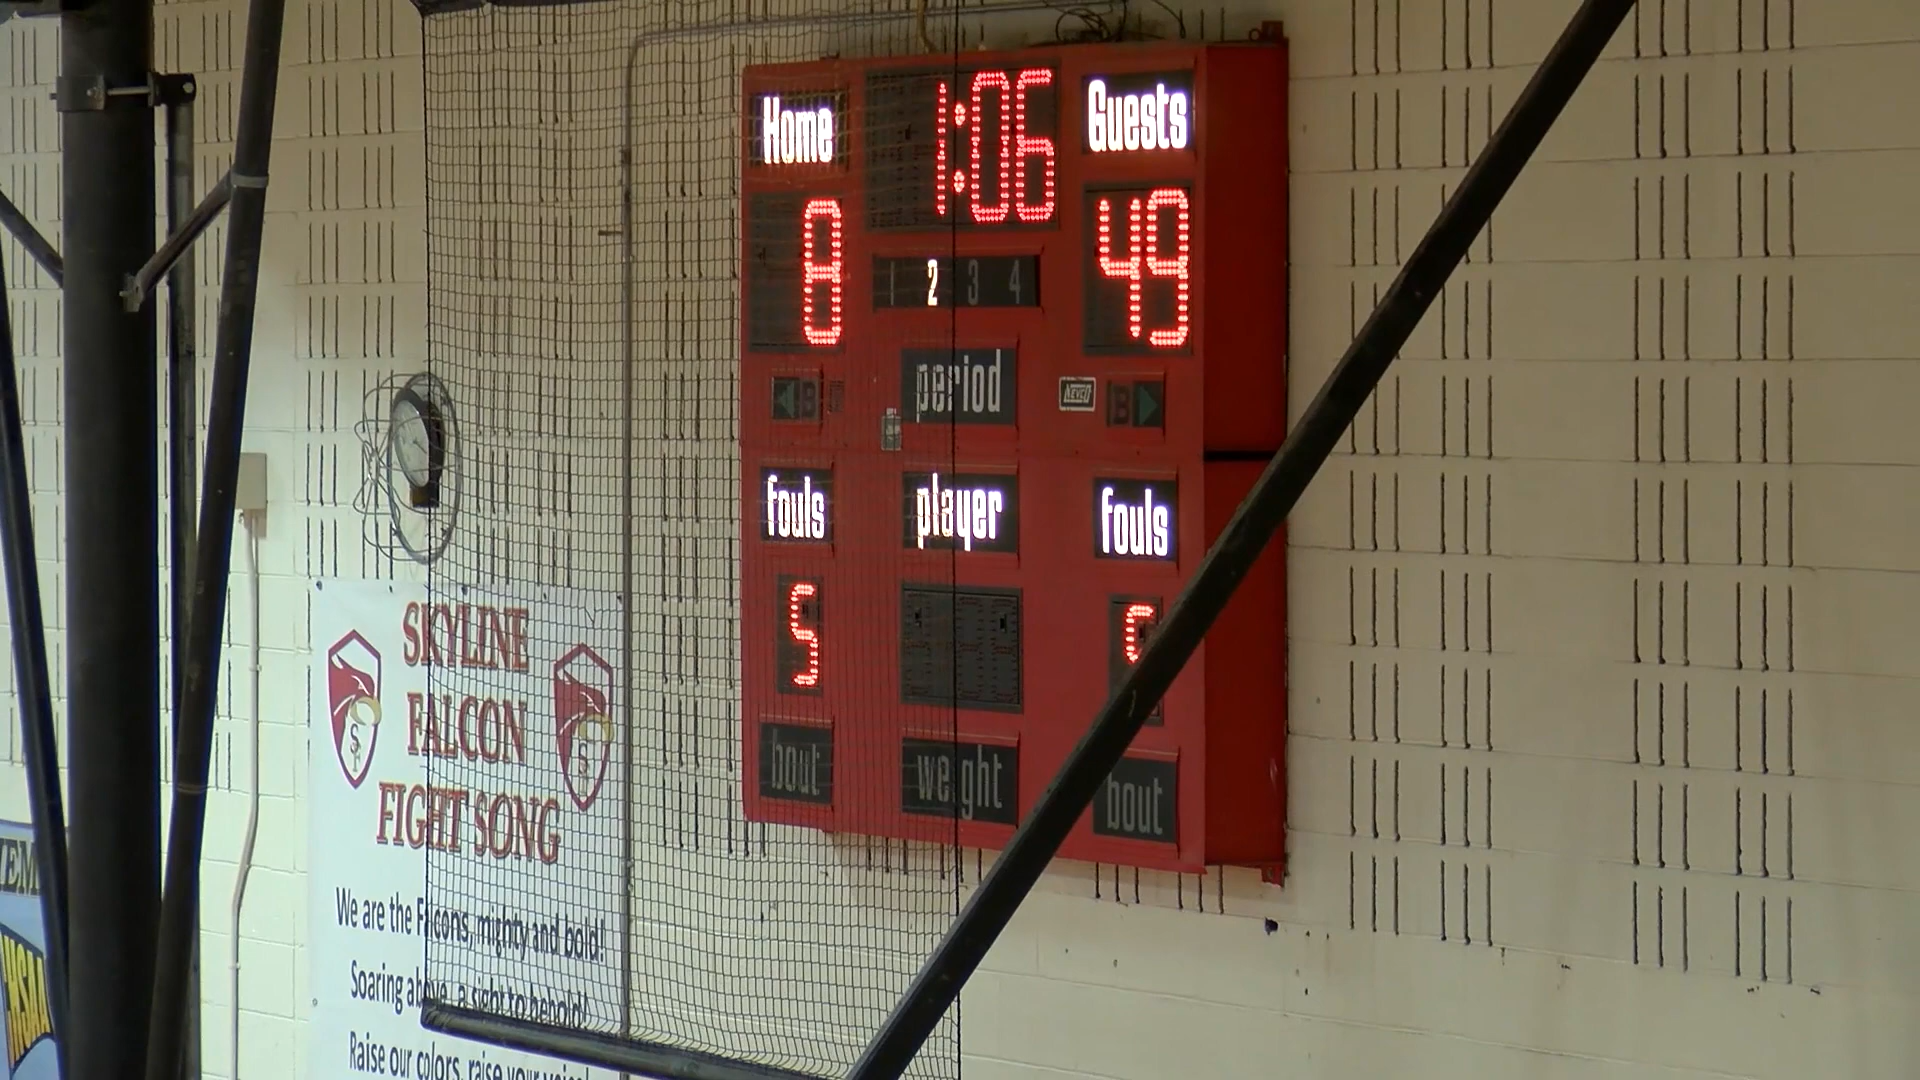 Home 1:06 Guests
8 49
1 2 3 4
period
B B
NEVCO
fouls player fouls
5
bout weight bout
SKYLINE
FALCON
FIGHT SONG
We are the Falcons, mighty and bold!
Soaring above, a sight to behold!
Raise our colors, raise your voice!